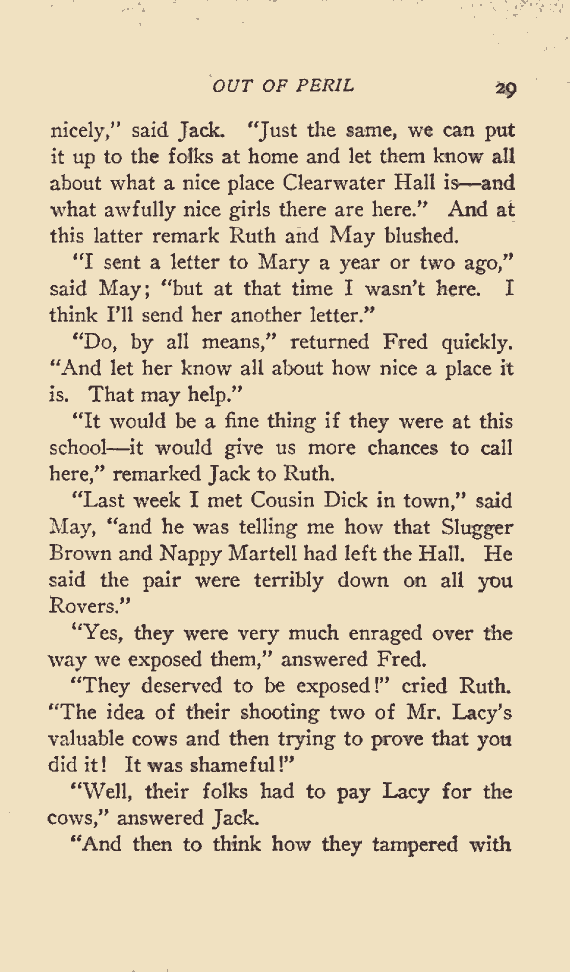 OUT OF PERIL 29
nicely,” said Jack. “Just the same, we can put
it up to the folks at home and let them know all
about what a nice place Clearwater Hall is—and
what awfully nice girls there are here.” And at
this latter remark Ruth and May blushed.
“I sent a letter to Mary a year or two ago,”
said May; “but at that time I wasn’t here. I
think I’ll send her another letter.”
“Do, by all means,” returned Fred quickly.
“And let her know all about how nice a place it
is. That may help.”
“It would be a fine thing if they were at this
school—it would give us more chances to call
here,” remarked Jack to Ruth.
“Last week I met Cousin Dick in town,” said
May, “and he was telling me how that Slugger
Brown and Nappy Martell had left the Hall. He
said the pair were terribly down on all you
Rovers.”
“Yes, they were very much enraged over the
way we exposed them,” answered Fred.
“They deserved to be exposed!” cried Ruth.
“The idea of their shooting two of Mr. Lacy’s
valuable cows and then trying to prove that you
did it! It was shameful!”
“Well, their folks had to pay Lacy for the
cows,” answered Jack.
“And then to think how they tampered with